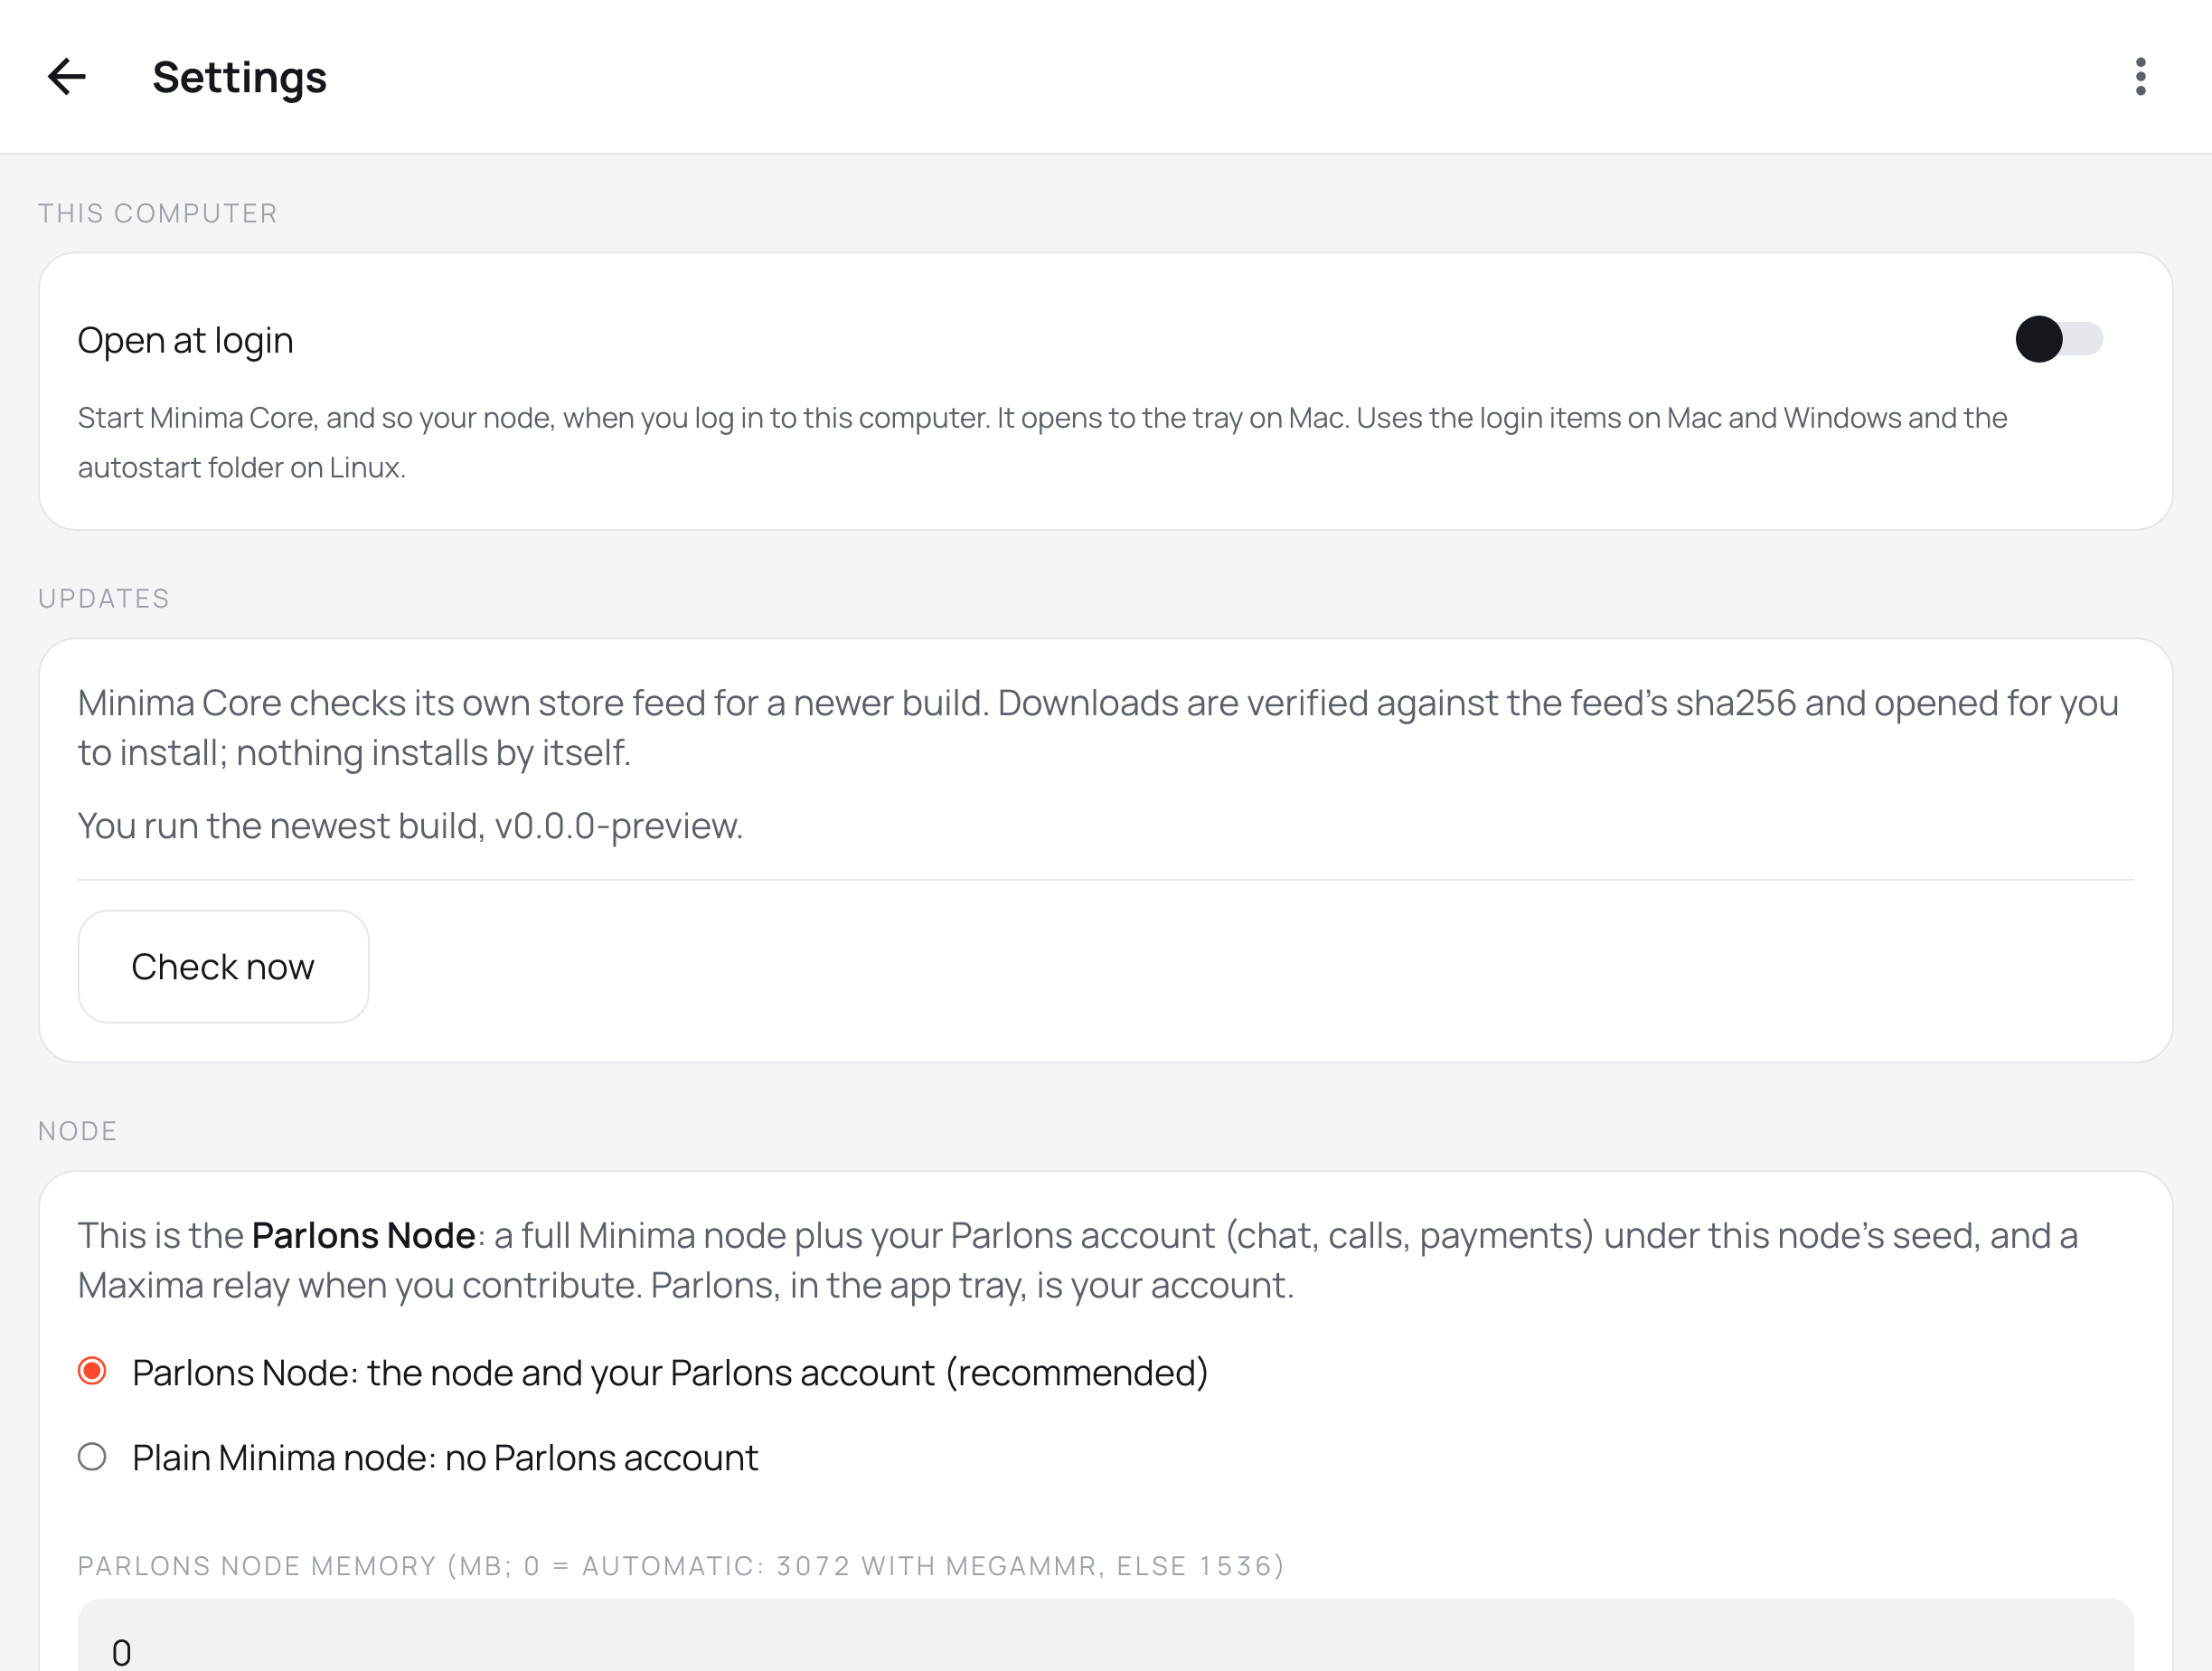 Settings
THIS COMPUTER
Open at login
Start Minima Core, and so your node, when you log in to this computer. It opens to the tray on Mac. Uses the login items on Mac and Windows and the
autostart folder on Linux.
UPDATES
Minima Core checks its own store feed for a newer build. Downloads are verified against the feed’s sha256 and opened for you
to install; nothing installs by itself.
You run the newest build, v0.0.0-preview.
Check now
NODE
This is the Parlons Node: a full Minima node plus your Parlons account (chat, calls, payments) under this node’s seed, and a
Maxima relay when you contribute. Parlons, in the app tray, is your account.
Parlons Node: the node and your Parlons account (recommended)
Plain Minima node: no Parlons account
PARLONS NODE MEMORY (MB; 0 = AUTOMATIC: 3072 WITH MEGAMMR, ELSE 1536)
0